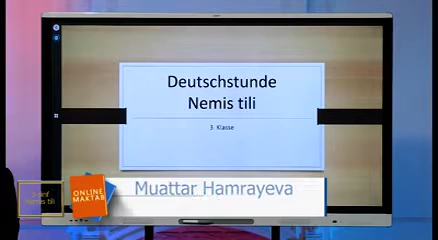 Deutschstunde
Nemis tili
3. Klasse
Muattar Hamrayeva
ONLINE
MAKTAB
3-sinf
Nemis tili